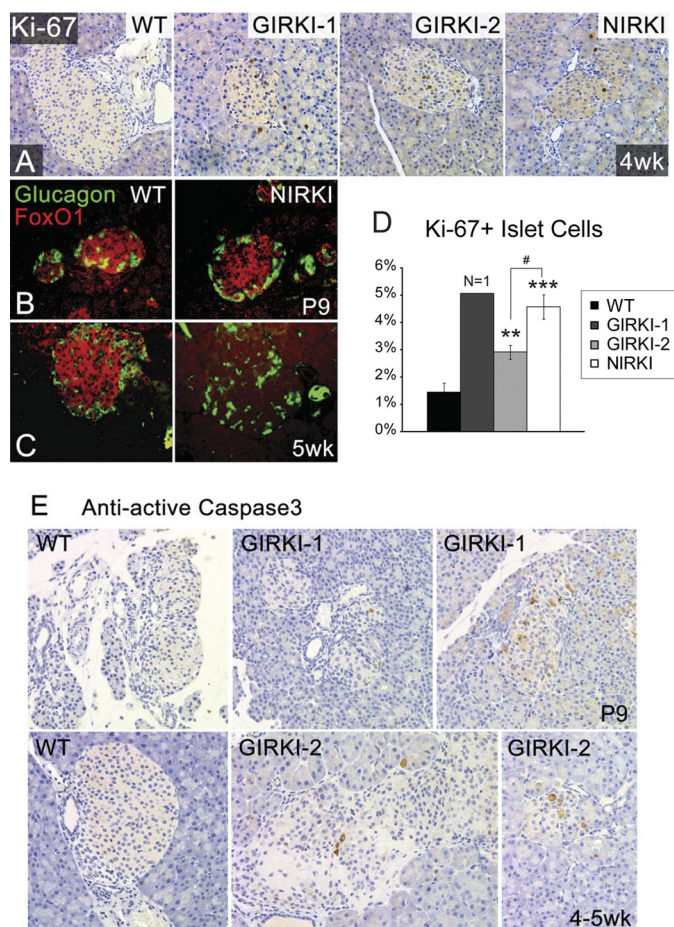 Ki-67 WT GIRKI-1 GIRKI-2 NIRKI
A 4wk
Glucagon WT NIRKI
FoxO1
B P9
C 5wk
D Ki-67+ Islet Cells
#
6%
N=1
***
5%
4%
**
3%
2%
1%
0%
WT
GIRKI-1
GIRKI-2
NIRKI
E Anti-active Caspase3
WT GIRKI-1 GIRKI-1
P9
WT GIRKI-2 GIRKI-2
4-5wk